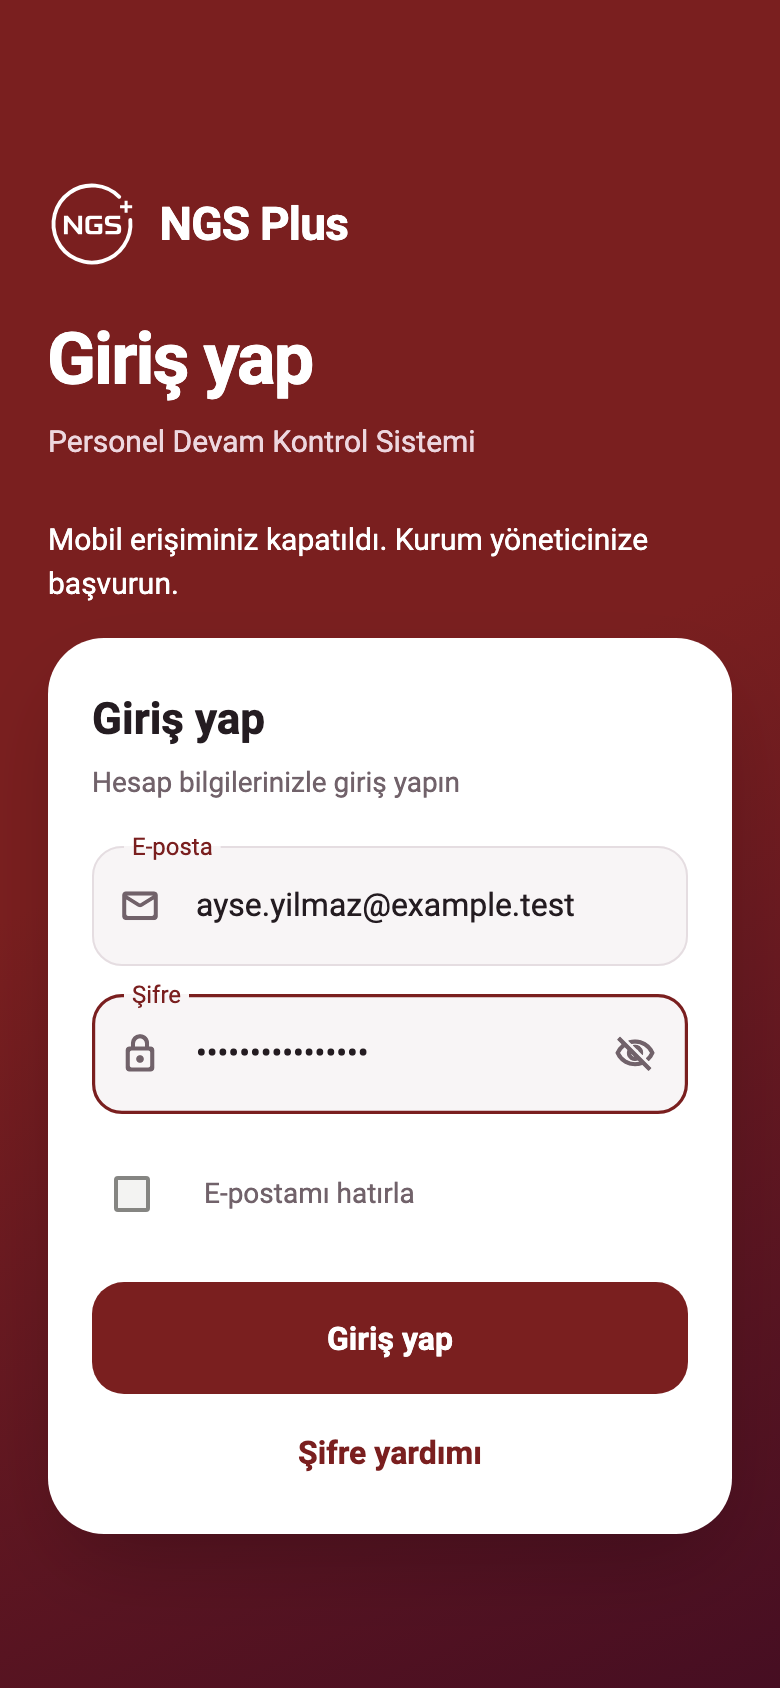 NGS+
NGS Plus
Giriş yap
Personel Devam Kontrol Sistemi
Mobil erişiminiz kapatıldı. Kurum yöneticinize
başvurun.
Giriş yap
Hesap bilgilerinizle giriş yapın
E-posta
ayse.yilmaz@example.test
Şifre
••••••••••••••••
E-postamı hatırla
Giriş yap
Şifre yardımı